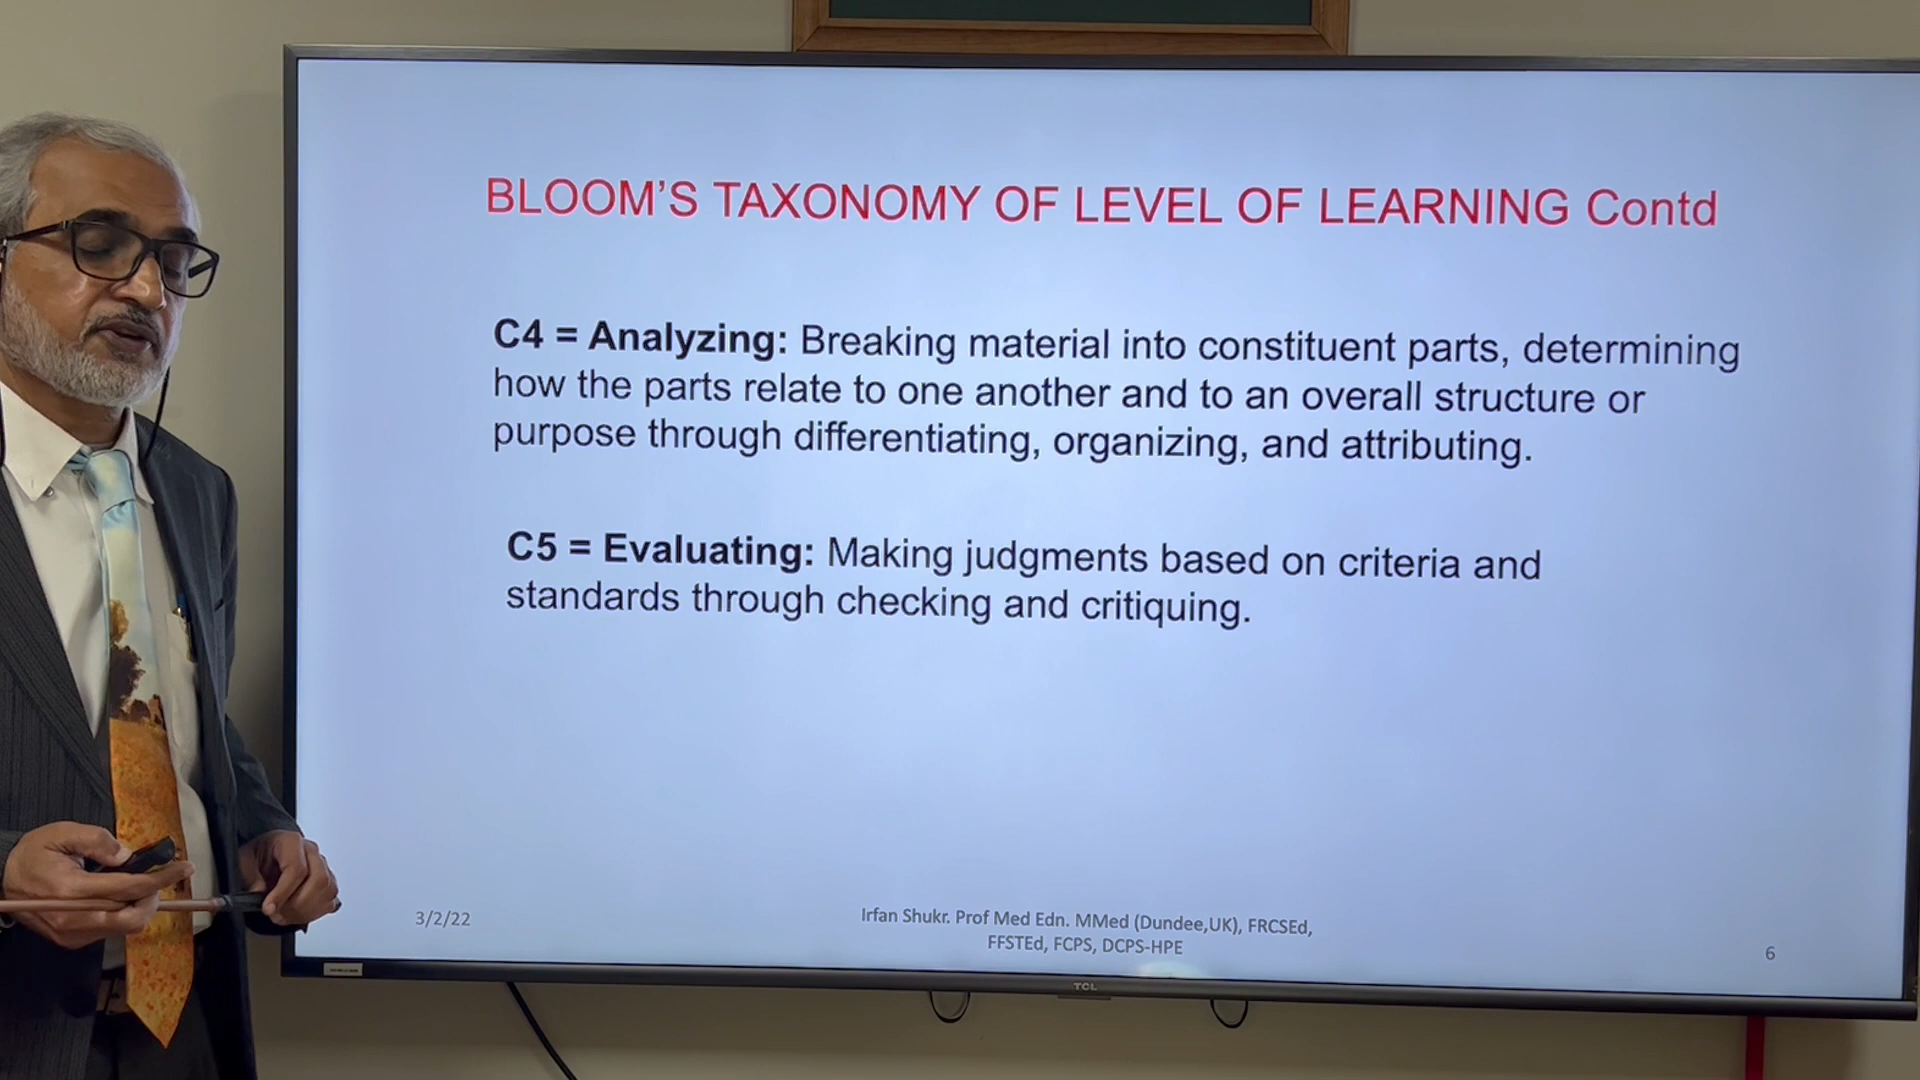 BLOOM'S TAXONOMY OF LEVEL OF LEARNING Contd
C4 = Analyzing: Breaking material into constituent parts, determining
how the parts relate to one another and to an overall structure or
purpose through differentiating, organizing, and attributing.
C5 = Evaluating: Making judgments based on criteria and
standards through checking and critiquing.
3/2/22
Irfan Shukr. Prof Med Edn. MMed (Dundee,UK), FRCSEd,
FFSTEd, FCPS, DCPS-HPE
6
TCL